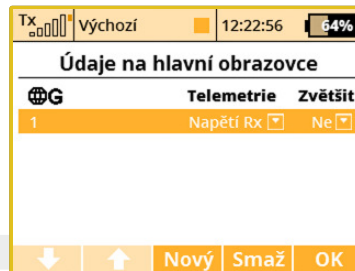 Tx Výchozí 12:22:56 64%
Údaje na hlavní obrazovce
G Telemetrie Zvětšit
1 Napětí Rx Ne
Nový Smaž OK